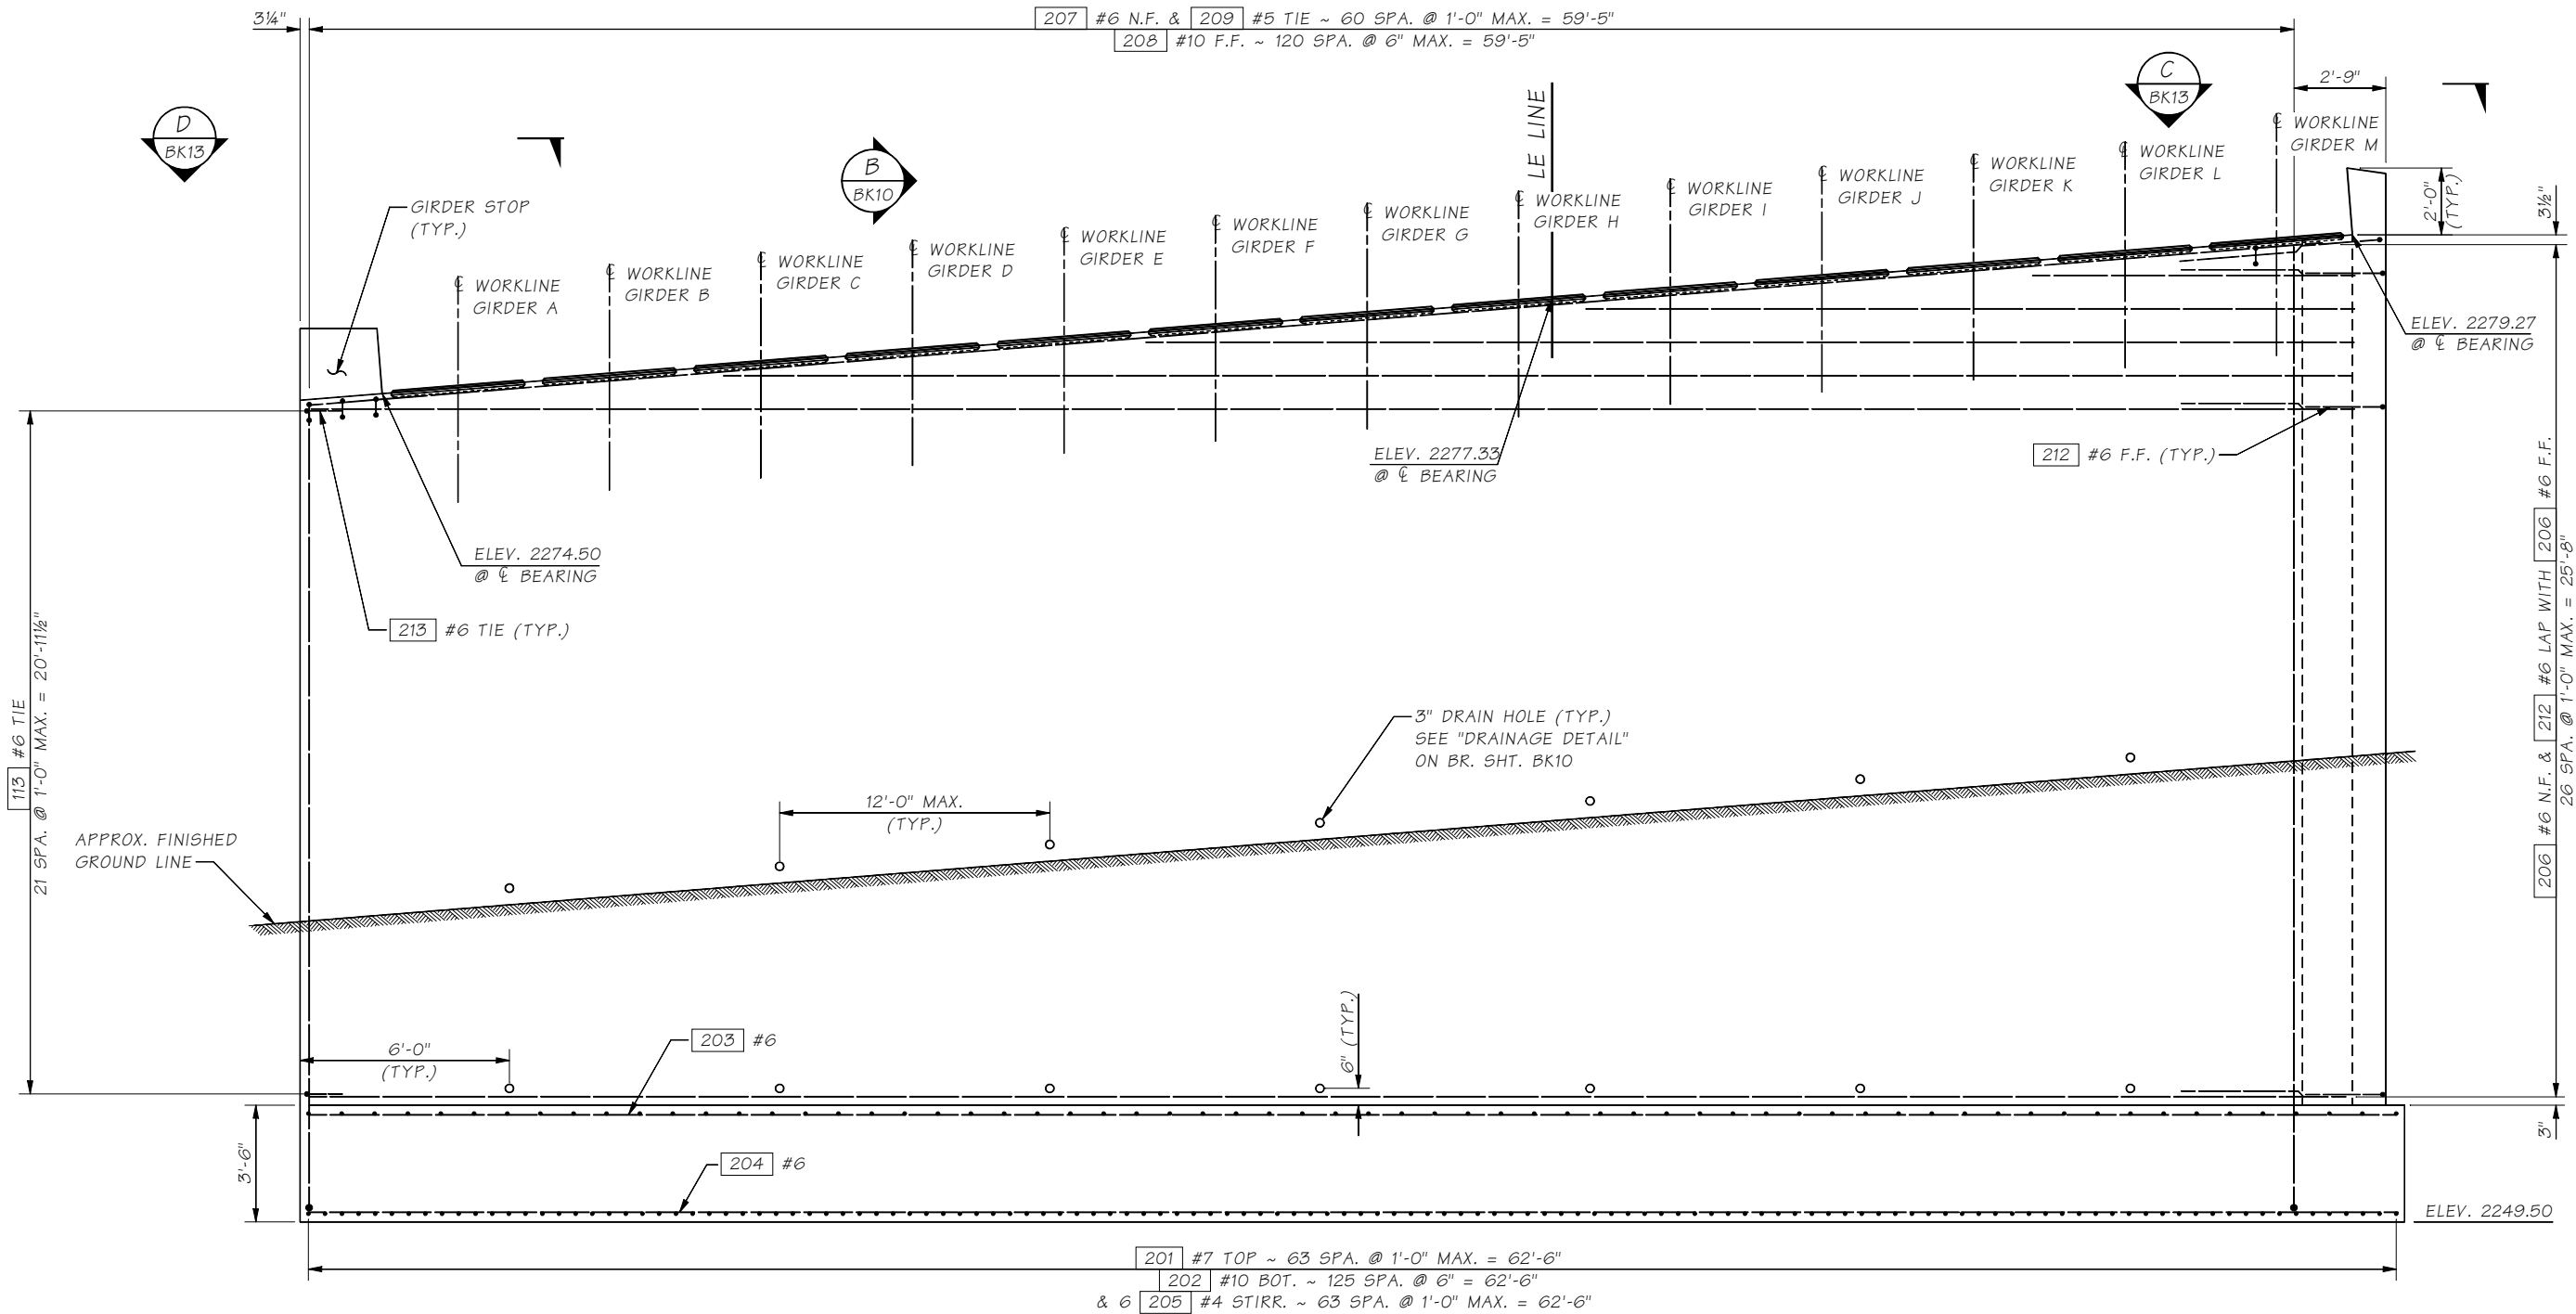 3¼"
207 #6 N.F. & 209 #5 TIE ~ 60 SPA. @ 1'-0" MAX. = 59'-5"
208 #10 F.F. ~ 120 SPA. @ 6" MAX. = 59'-5"
2'-9"
D
BK13
B
BK10
C
BK13
LE LINE
GIRDER STOP
(TYP.)
℄ WORKLINE
GIRDER A
℄ WORKLINE
GIRDER B
℄ WORKLINE
GIRDER C
℄ WORKLINE
GIRDER D
℄ WORKLINE
GIRDER E
℄ WORKLINE
GIRDER F
℄ WORKLINE
GIRDER G
℄ WORKLINE
GIRDER H
℄ WORKLINE
GIRDER I
℄ WORKLINE
GIRDER J
℄ WORKLINE
GIRDER K
℄ WORKLINE
GIRDER L
℄ WORKLINE
GIRDER M
2'-0"
(TYP.)
3½"
ELEV. 2279.27
@ ℄ BEARING
ELEV. 2277.33
@ ℄ BEARING
212 #6 F.F. (TYP.)
ELEV. 2274.50
@ ℄ BEARING
213 #6 TIE (TYP.)
113 #6 TIE
21 SPA. @ 1'-0" MAX. = 20'-11½"
206 #6 N.F. & 212 #6 LAP WITH 206 #6 F.F.
26 SPA. @ 1'-0" MAX. = 25'-8"
3" DRAIN HOLE (TYP.)
SEE "DRAINAGE DETAIL"
ON BR. SHT. BK10
12'-0" MAX.
(TYP.)
APPROX. FINISHED
GROUND LINE
6'-0"
(TYP.)
203 #6
6" (TYP.)
3'-6"
204 #6
3"
ELEV. 2249.50
201 #7 TOP ~ 63 SPA. @ 1'-0" MAX. = 62'-6"
202 #10 BOT. ~ 125 SPA. @ 6" = 62'-6"
& 6 205 #4 STIRR. ~ 63 SPA. @ 1'-0" MAX. = 62'-6"